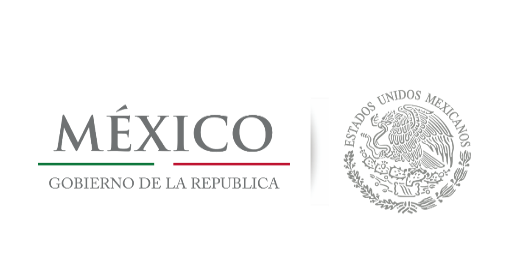 MÉXICO
GOBIERNO DE LA REPUBLICA
ESTADOS UNIDOS MEXICANOS